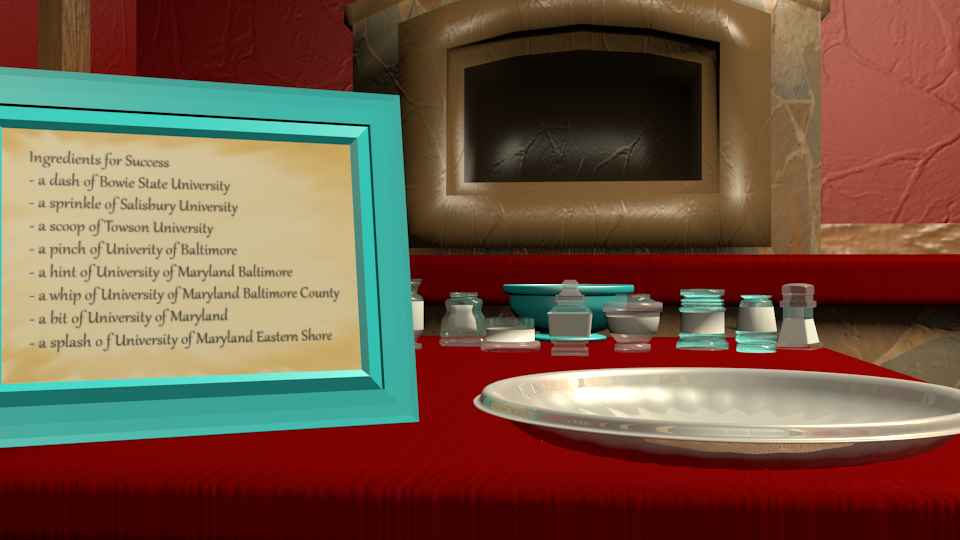 Ingredients for Success
- a dash of Bowie State University
- a sprinkle of Salisbury University
- a scoop of Towson University
- a pinch of Univerity of Baltimore
- a hint of University of Maryland Baltimore
- a whip of University of Maryland Baltimore County
- a bit of University of Maryland
- a splash o f University of Maryland Eastern Shore